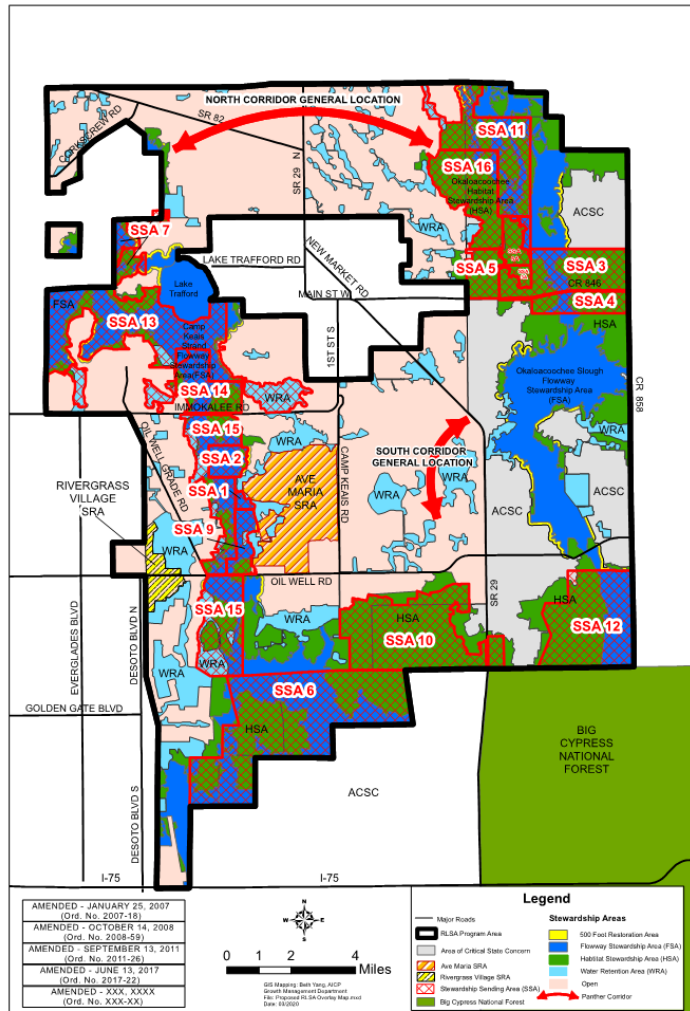 NORTH CORRIDOR GENERAL LOCATION
CORKSCREW RD
SR 82
SR 29 N
SSA 11
SSA 16
Okaloacoochee
Habitat
Stewardship Area
(HSA)
ACSC
WRA
SSA 7
LAKE TRAFFORD RD
NEW MARKET RD
SSA 5
SSA 3
CR 846
Lake
Trafford
MAIN ST W
SSA 4
FSA
SSA 13
HSA
Camp
Keais
Strand
Flowway
Stewardship
Area(FSA)
1ST ST S
Okaloacoochee Slough
Flowway
Stewardship Area
(FSA)
CR 858
SSA 14
WRA
IMMOKALEE RD
SSA 15
WRA
WRA
OIL WELL GRADE RD
SOUTH CORRIDOR
GENERAL LOCATION
SSA 2
CAMP KEAIS RD
RIVERGRASS
VILLAGE
SRA
SSA 1
AVE
MARIA
SRA
WRA
WRA
ACSC
ACSC
SSA 9
WRA
OIL WELL RD
SR 29
EVERGLADES BLVD
DESOTO BLVD N
SSA 15
WRA
HSA
HSA
SSA 12
SSA 10
WRA
WRA
SSA 6
GOLDEN GATE BLVD
HSA
BIG
CYPRESS
NATIONAL
FOREST
DESOTO BLVD S
ACSC
I-75
I-75
AMENDED - JANUARY 25, 2007
(Ord. No. 2007-18)
AMENDED - OCTOBER 14, 2008
(Ord. No. 2008-59)
AMENDED - SEPTEMBER 13, 2011
(Ord. No. 2011-26)
AMENDED - JUNE 13, 2017
(Ord. No. 2017-22)
AMENDED - XXX, XXXX
(Ord. No. XXX-XX)
N
W E
S
0 1 2 4
Miles
GIS Mapping: Beth Yang, AICP
Growth Management Department
File: Proposed RLSA Overlay Map.mxd
Date: 03/2020
Legend
Major Roads
RLSA Program Area
Area of Critical State Concern
Ave Maria SRA
Rivergrass Village SRA
Stewardship Sending Area (SSA)
Big Cypress National Forest
Stewardship Areas
500 Foot Restoration Area
Flowway Stewardship Area (FSA)
Habitat Stewardship Area (HSA)
Water Retention Area (WRA)
Open
Panther Corridor